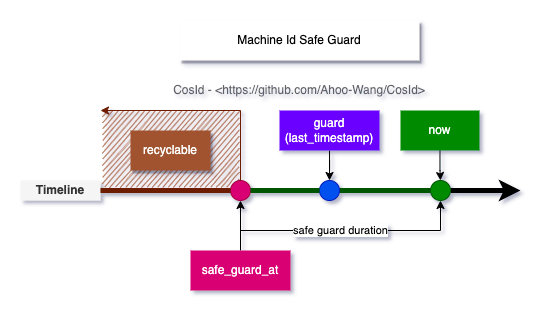 Machine Id Safe Guard
CosId - <https://github.com/Ahoo-Wang/CosId>
recyclable
guard
(last_timestamp)
now
Timeline
safe guard duration
safe_guard_at